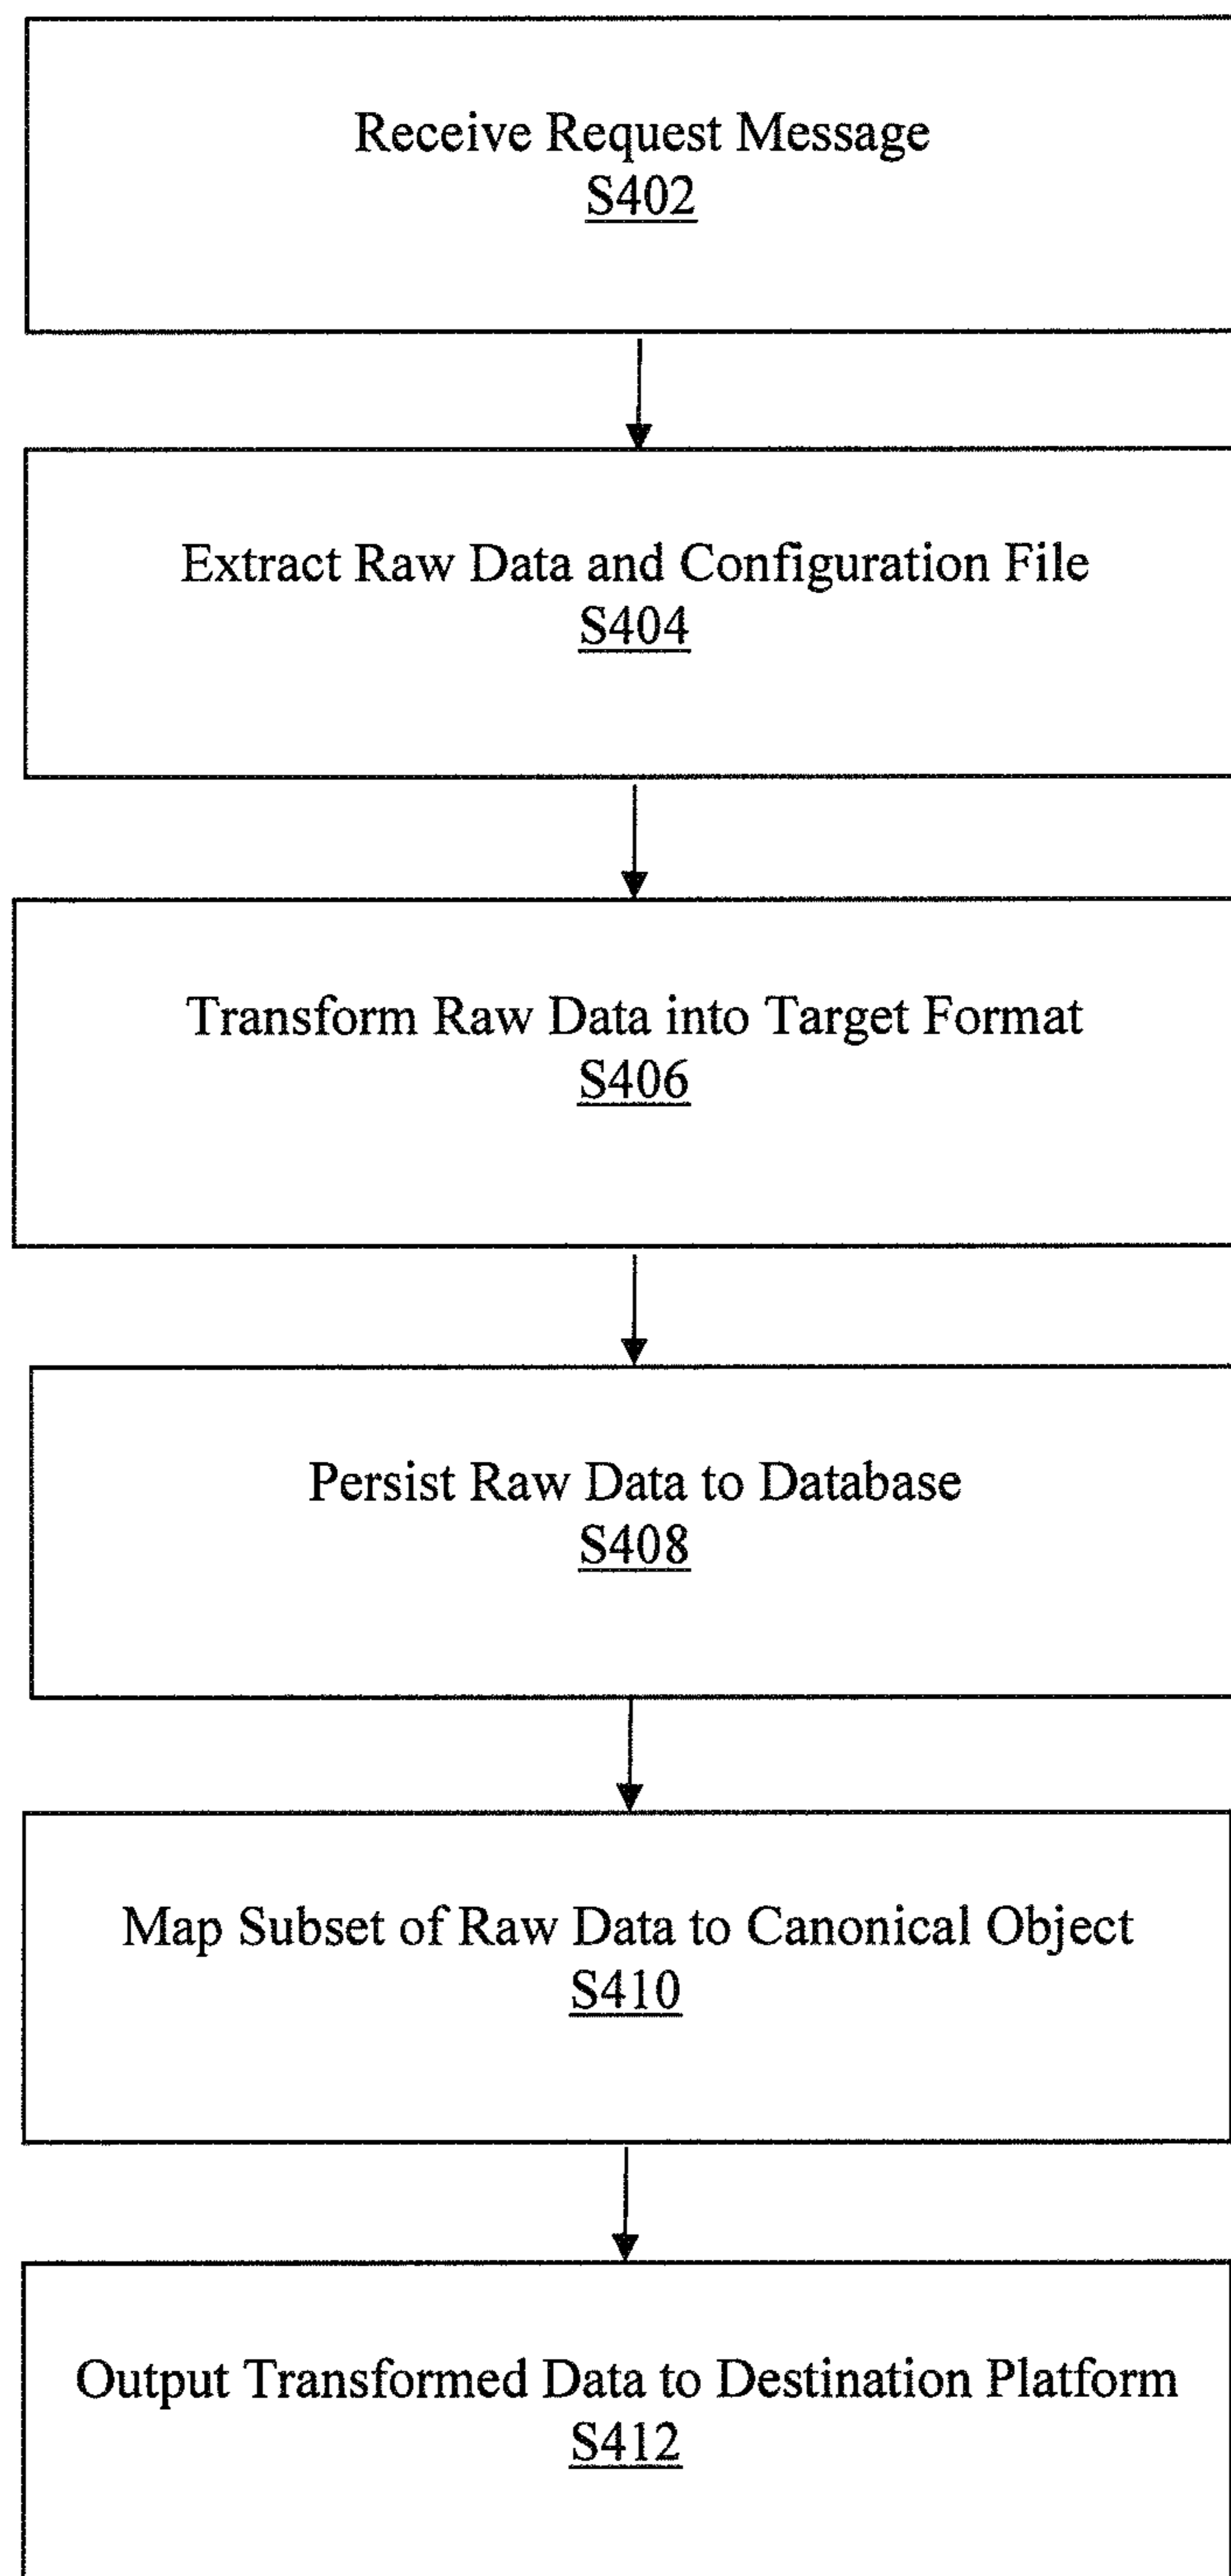 Receive Request Message
S402
Extract Raw Data and Configuration File
S404
Transform Raw Data into Target Format
S406
Persist Raw Data to Database
S408
Map Subset of Raw Data to Canonical Object
S410
Output Transformed Data to Destination Platform
S412